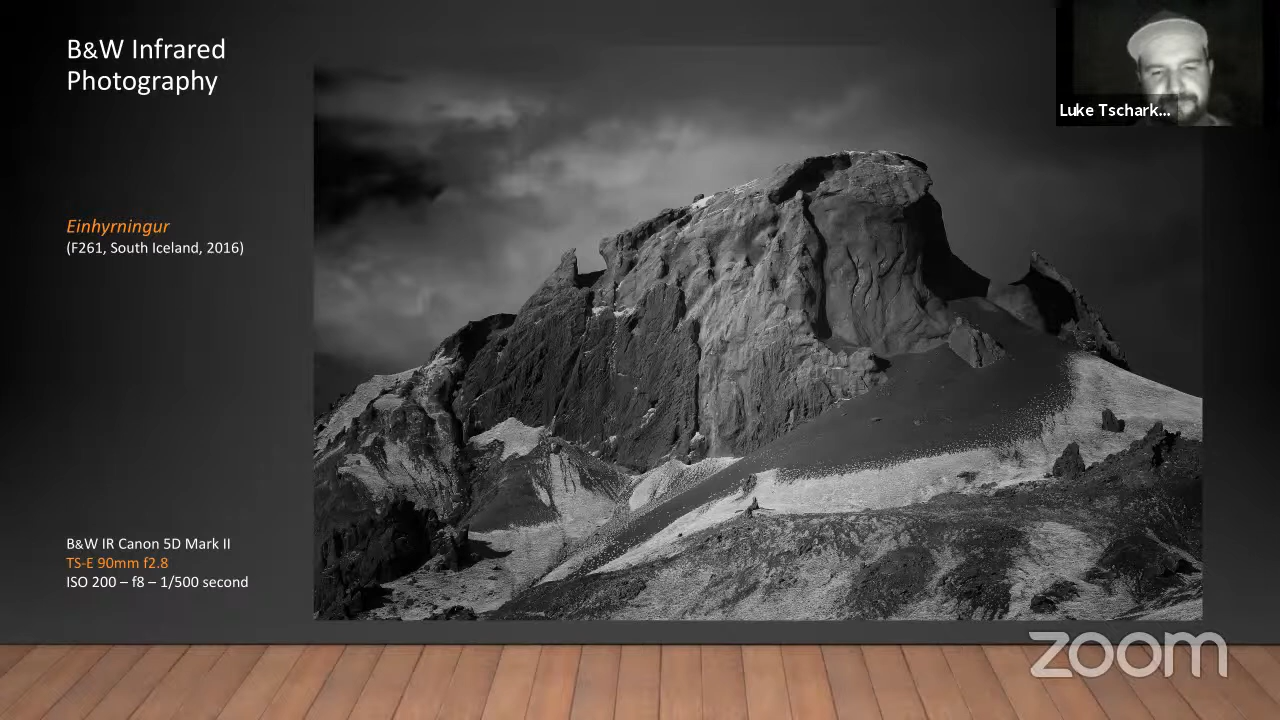 B&W Infrared
Photography
Luke Tschark...
Einhyrningur
(F261, South Iceland, 2016)
B&W IR Canon 5D Mark II
TS-E 90mm f2.8
ISO 200 – f8 – 1/500 second
zoom